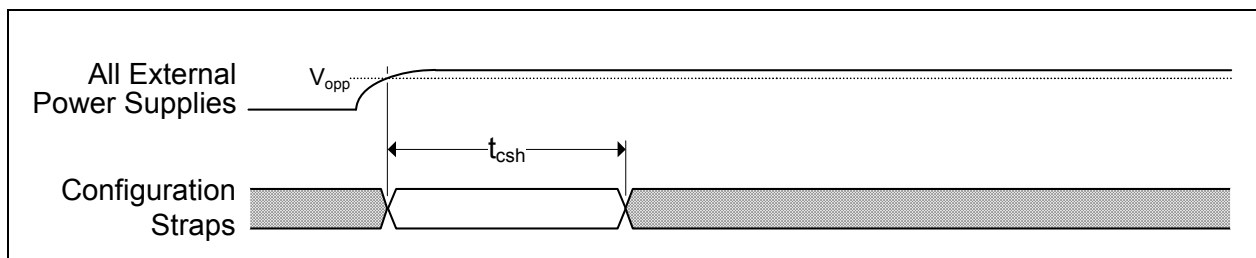 All External
Power Supplies
Vopp
tcsh
Configuration
Straps